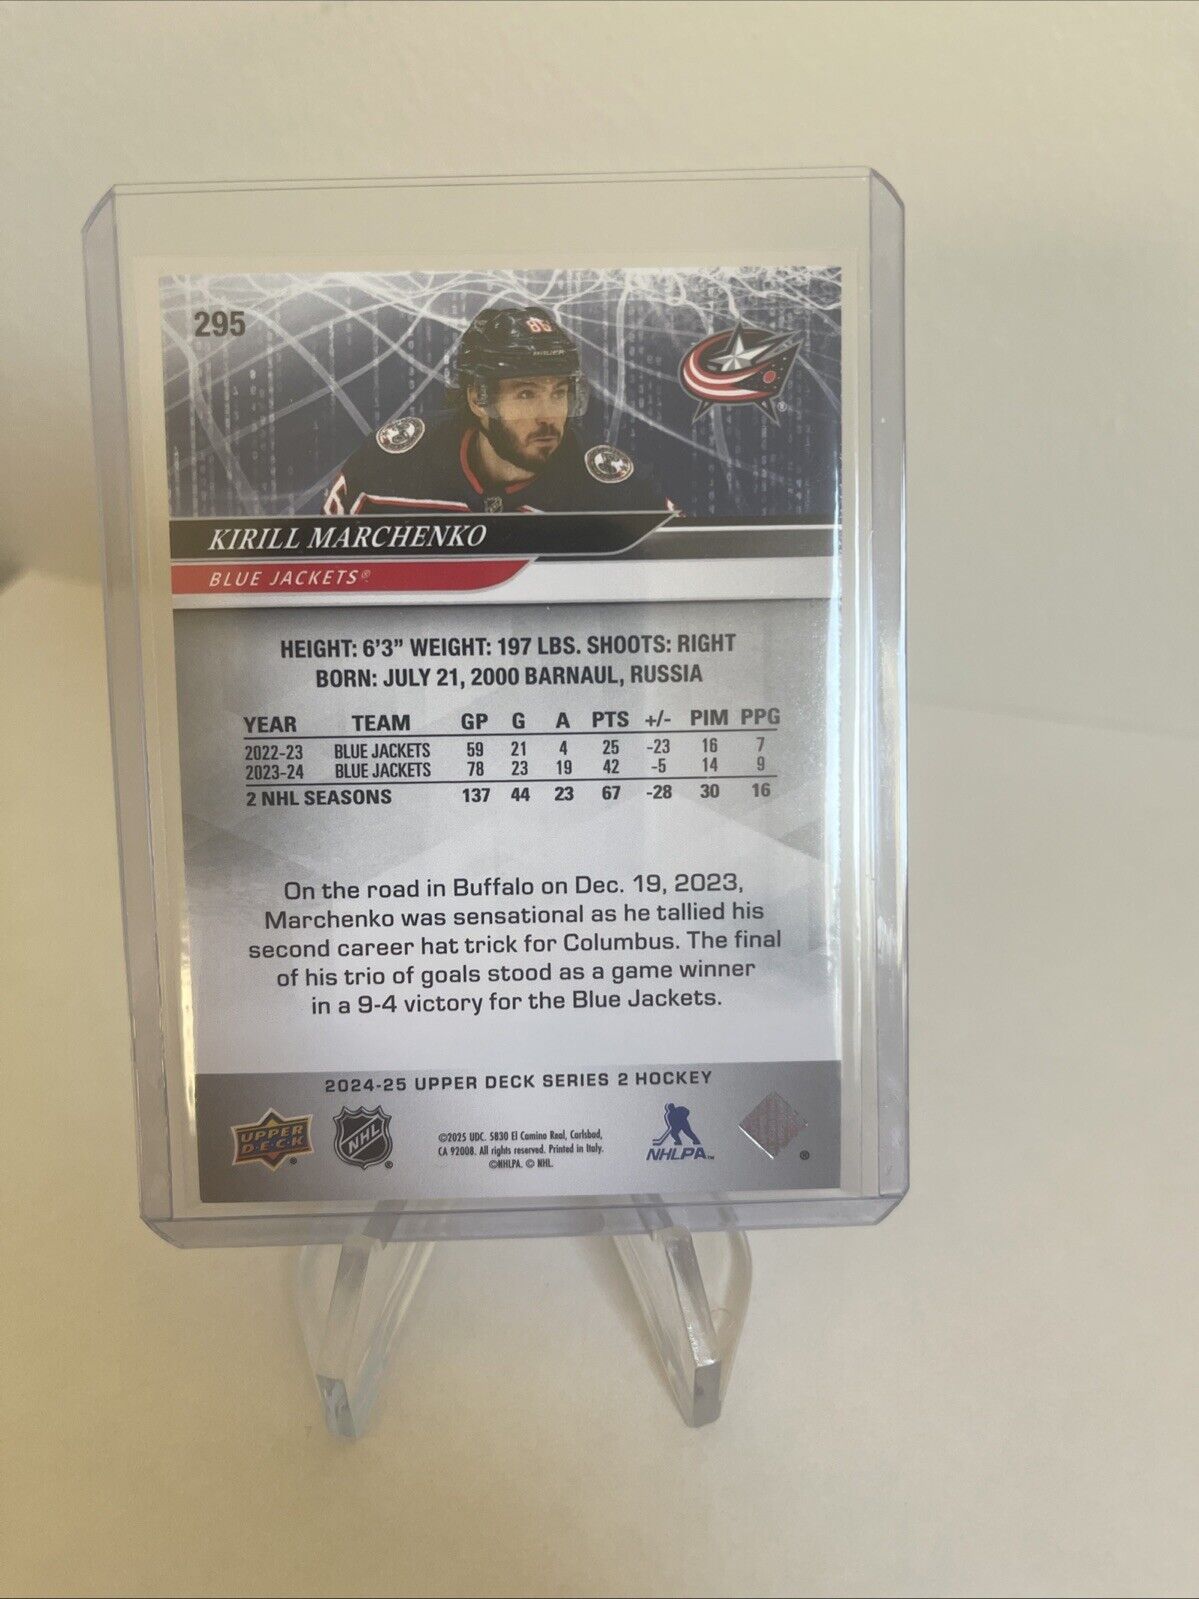 295
86
BAUER
KIRILL MARCHENKO
BLUE JACKETS®
HEIGHT: 6'3" WEIGHT: 197 LBS. SHOOTS: RIGHT
BORN: JULY 21, 2000 BARNAUL, RUSSIA
YEAR TEAM GP G A PTS +/- PIM PPG
2022-23 BLUE JACKETS 59 21 4 25 -23 16 7
2023-24 BLUE JACKETS 78 23 19 42 -5 14 9
2 NHL SEASONS 137 44 23 67 -28 30 16
On the road in Buffalo on Dec. 19, 2023,
Marchenko was sensational as he tallied his
second career hat trick for Columbus. The final
of his trio of goals stood as a game winner
in a 9-4 victory for the Blue Jackets.
2024-25 UPPER DECK SERIES 2 HOCKEY
UPPER
D·E·C·K
®
NHL
®
©2025 UDC. 5830 El Camino Real, Carlsbad,
CA 92008. All rights reserved. Printed in Italy.
©NHLPA. © NHL.
NHLPA™
®